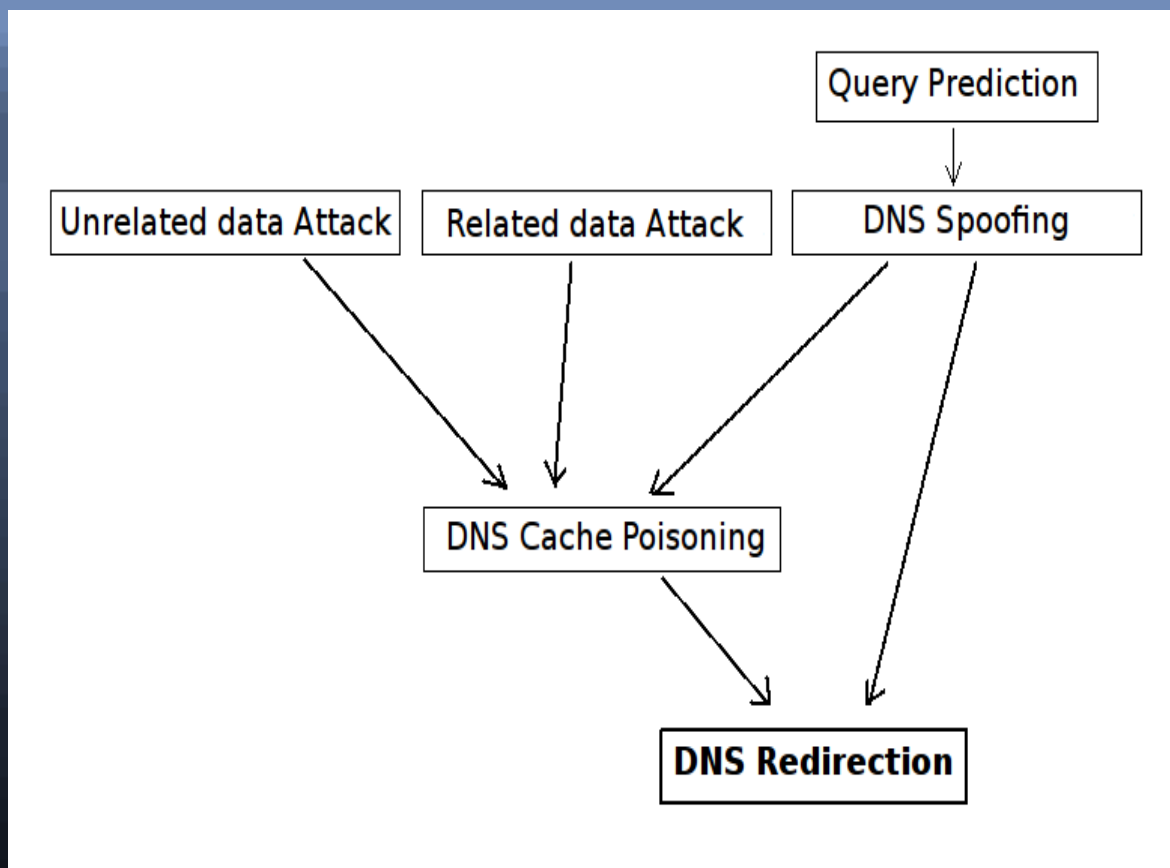 Query Prediction
Unrelated data Attack
Related data Attack
DNS Spoofing
DNS Cache Poisoning
DNS Redirection